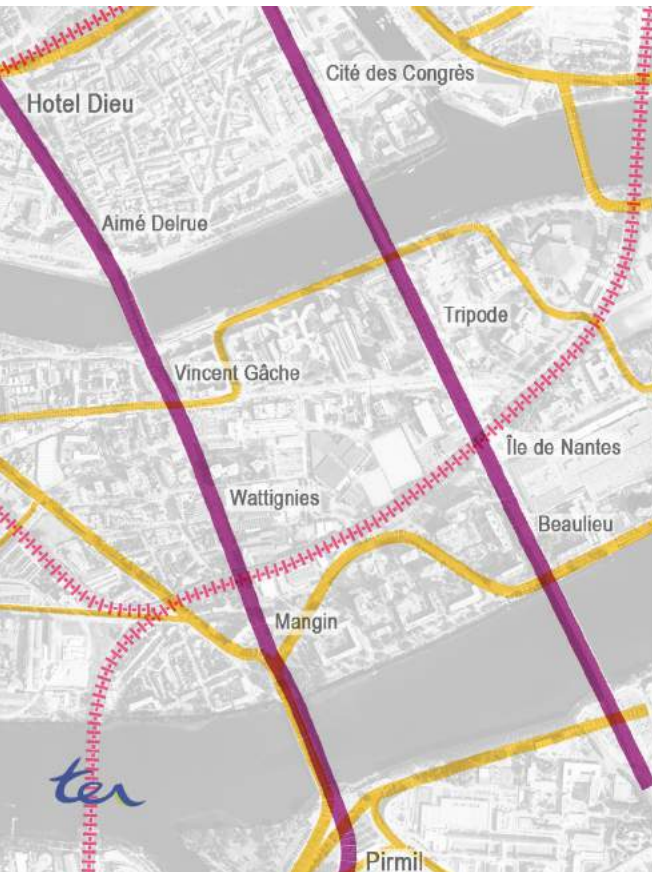 Cité des Congrès
Hotel Dieu
Aimé Delrue
Tripode
Vincent Gâche
Île de Nantes
Wattignies
Beaulieu
Mangin
ter
Pirmil